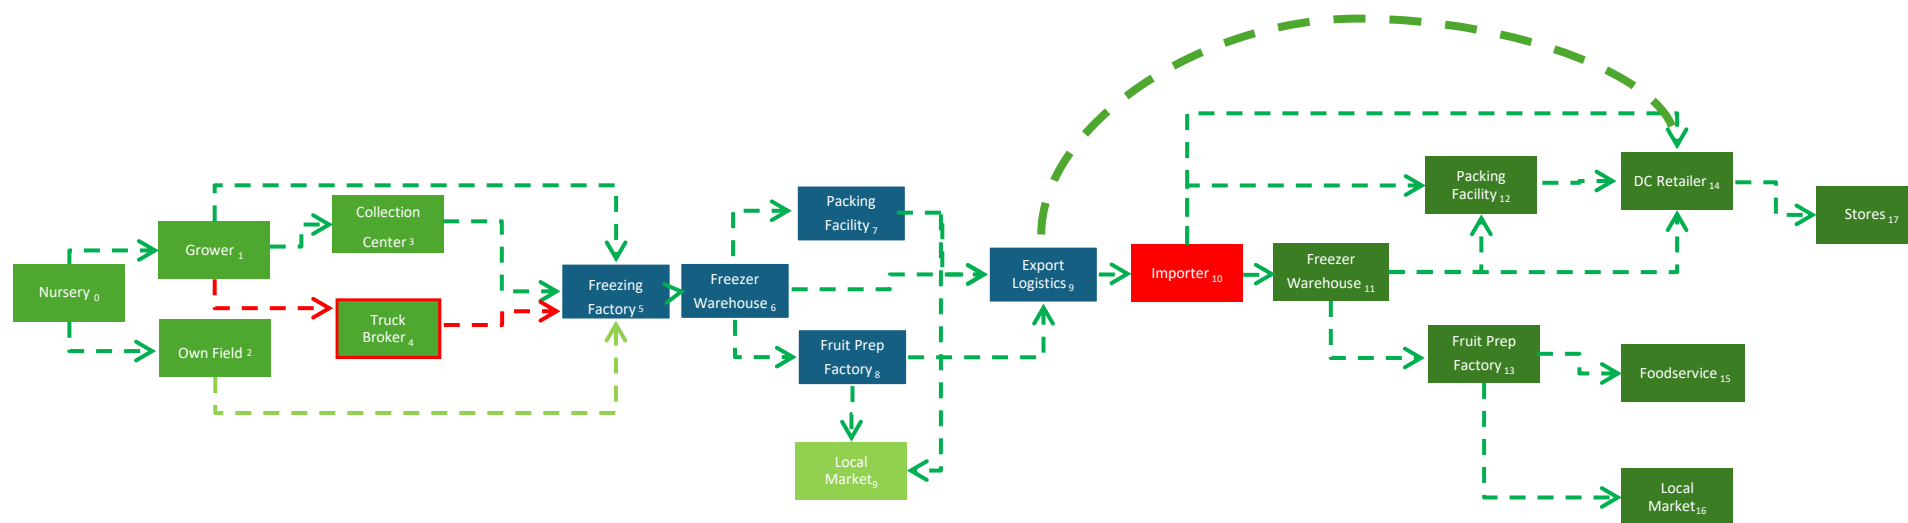 Nursery 0
Grower 1
Own Field 2
Collection
Center 3
Truck
Broker 4
Freezing
Factory 5
Freezer
Warehouse 6
Packing
Facility 7
Fruit Prep
Factory 8
Local
Market9
Export
Logistics 9
Importer 10
Freezer
Warehouse 11
Packing
Facility 12
Fruit Prep
Factory 13
DC Retailer 14
Foodservice 15
Local
Market16
Stores 17